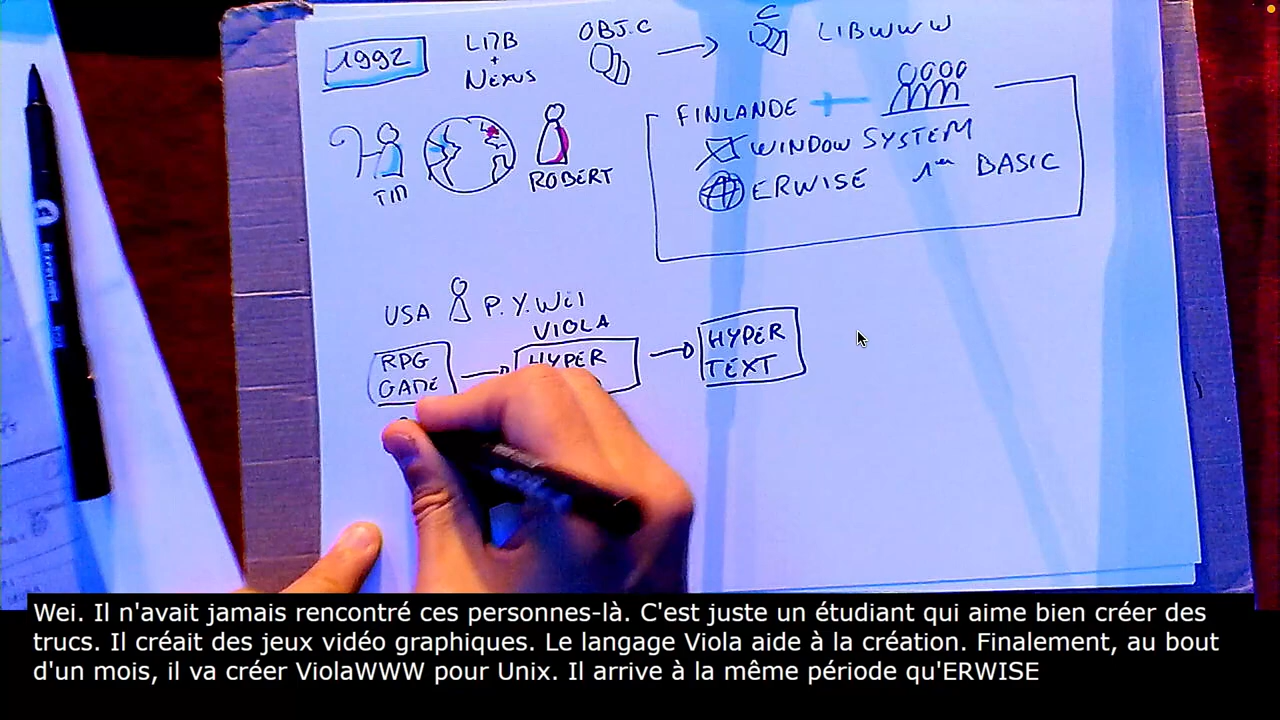 1992
LMB
+
NEXUS
OBJ.C
C
LIBWWW
TIM
ROBERT
FINLANDE +
X WINDOW SYSTEM
ERWISE 1er BASIC
USA P.Y.Wei
VIOLA
RPG
GAME
HYPER
HYPER
TEXT
Wei. Il n'avait jamais rencontré ces personnes-là. C'est juste un étudiant qui aime bien créer des
trucs. Il créait des jeux vidéo graphiques. Le langage Viola aide à la création. Finalement, au bout
d'un mois, il va créer ViolaWWW pour Unix. Il arrive à la même période qu'ERWISE